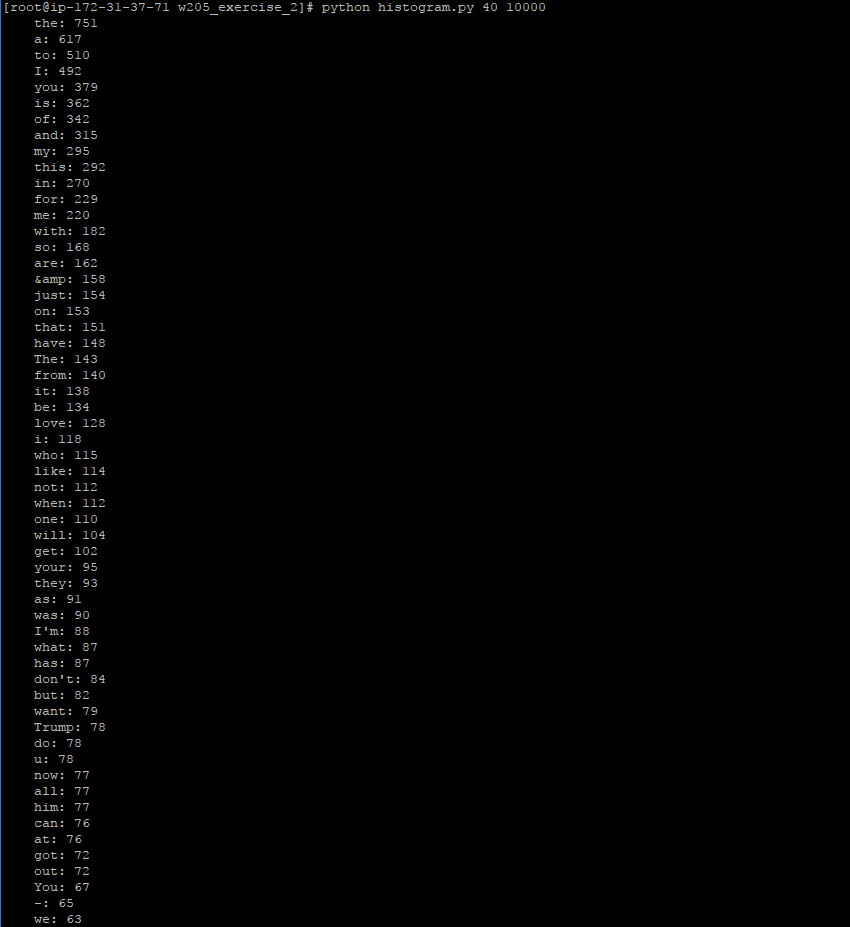 [root@ip-172-31-37-71 w205_exercise_2]# python histogram.py 40 10000
the: 751
a: 617
to: 510
I: 492
you: 379
is: 362
of: 342
and: 315
my: 295
this: 292
in: 270
for: 229
me: 220
with: 182
so: 168
are: 162
&amp: 158
just: 154
on: 153
that: 151
have: 148
The: 143
from: 140
it: 138
be: 134
love: 128
i: 118
who: 115
like: 114
not: 112
when: 112
one: 110
will: 104
get: 102
your: 95
they: 93
as: 91
was: 90
I'm: 88
what: 87
has: 87
don't: 84
but: 82
want: 79
Trump: 78
do: 78
u: 78
now: 77
all: 77
him: 77
can: 76
at: 76
got: 72
out: 72
You: 67
-: 65
we: 63